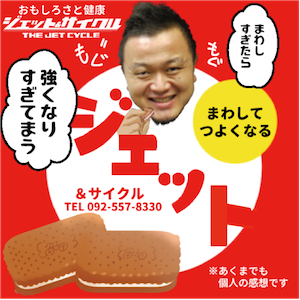 おもしろさと健康
ジェット&サイクル
THE JET CYCLE
もぐ
もぐ
まわし
すぎたら
強くなり
すぎてまう
まわして
つよくなる
ジェット
&サイクル
TEL 092-557-8330
※あくまでも
個人の感想です